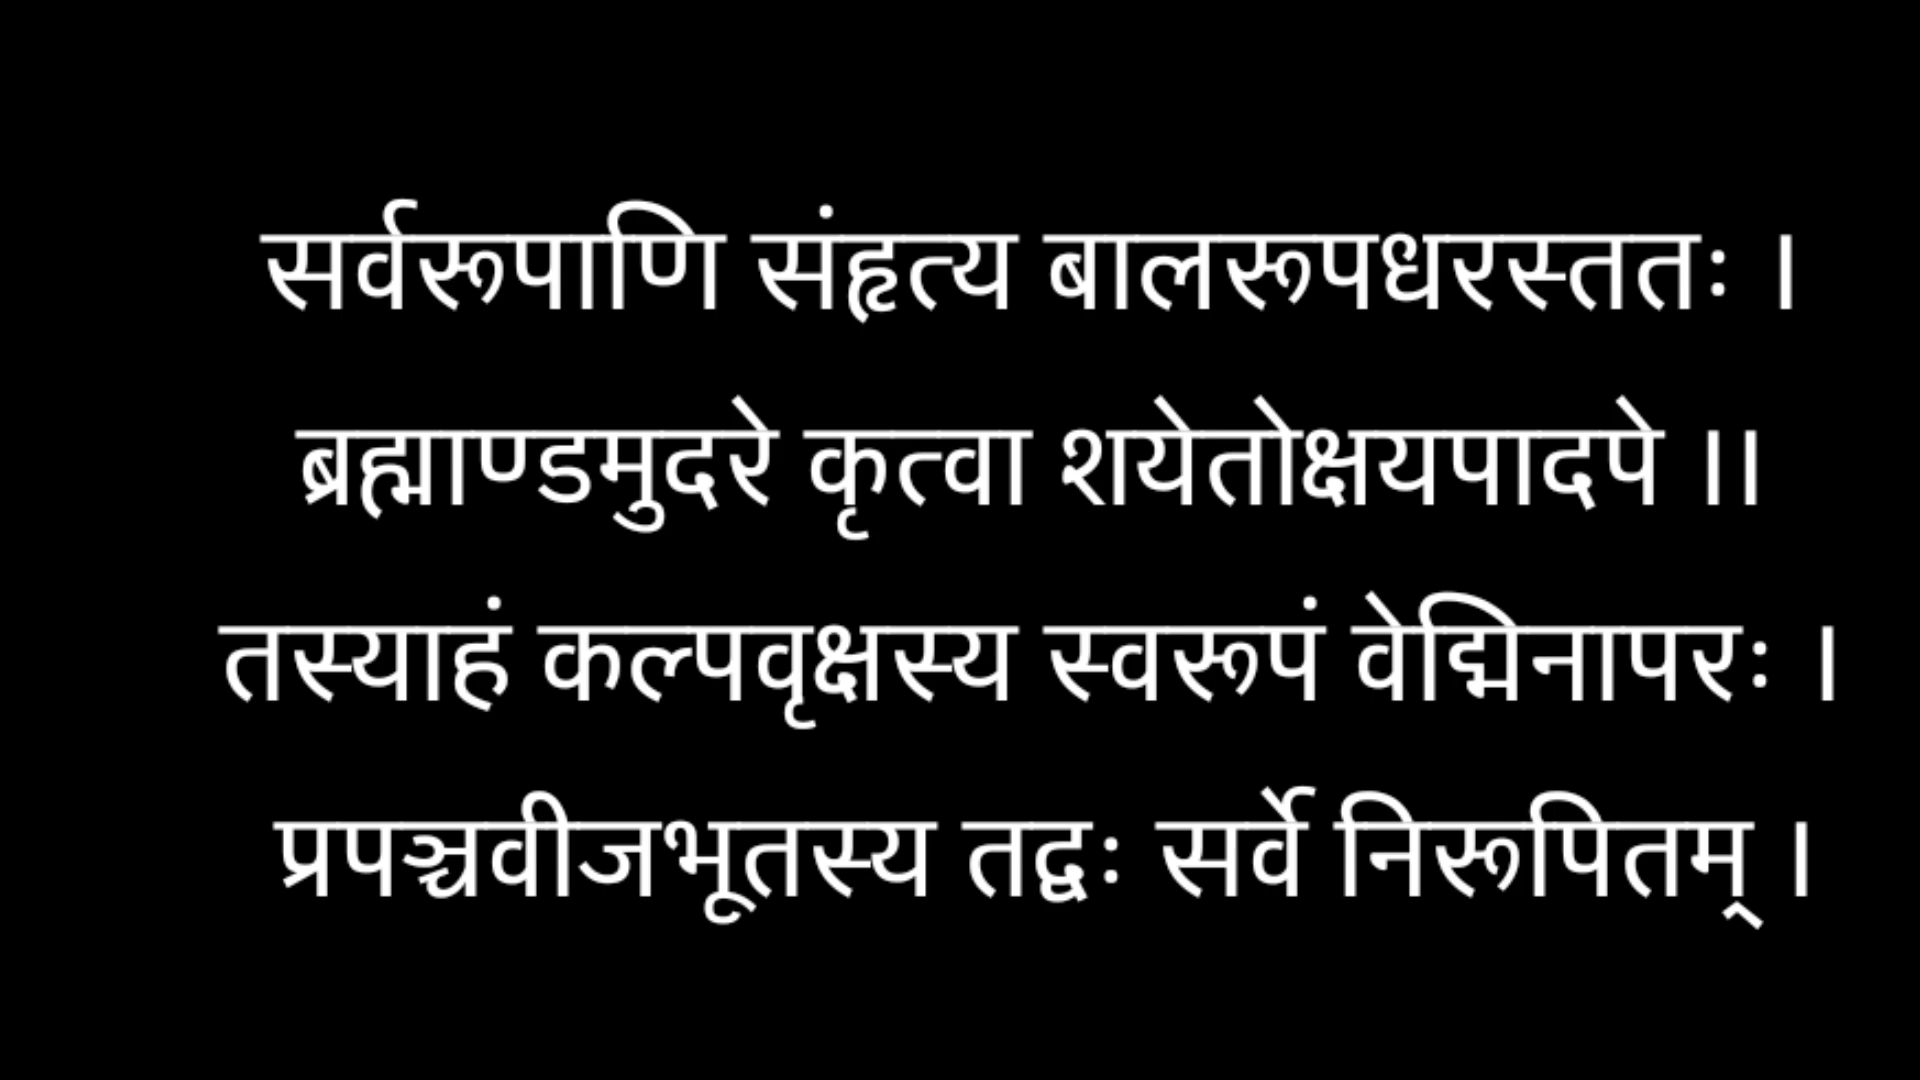 सर्वरूपाणि संहृत्य बालरूपधरस्ततः ।
ब्रह्माण्डमुदरे कृत्वा शयेतोक्षयपादपे ।।
तस्याहं कल्पवृक्षस्य स्वरूपं वेद्मिनापरः ।
प्रपञ्चवीजभूतस्य तद्वः सर्वे निरूपितम् ।